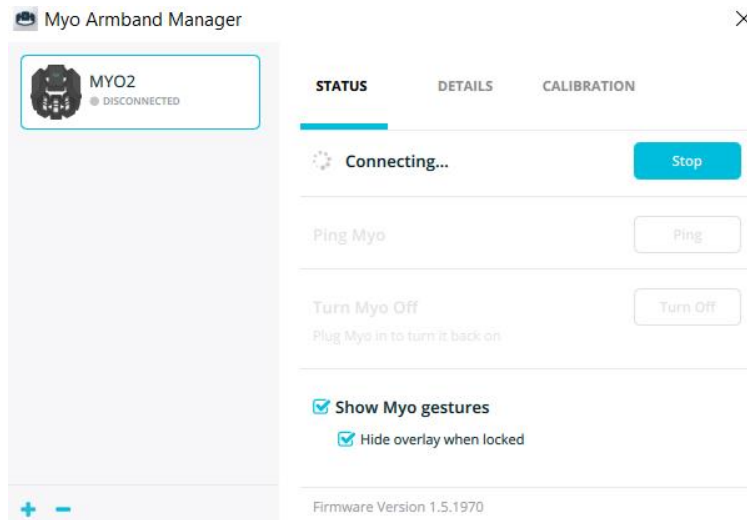 Myo Armband Manager
MYO2
DISCONNECTED
STATUS DETAILS CALIBRATION
Connecting... Stop
Ping Myo Ping
Turn Myo Off Turn Off
Plug Myo in to turn it back on
Show Myo gestures
Hide overlay when locked
Firmware Version 1.5.1970